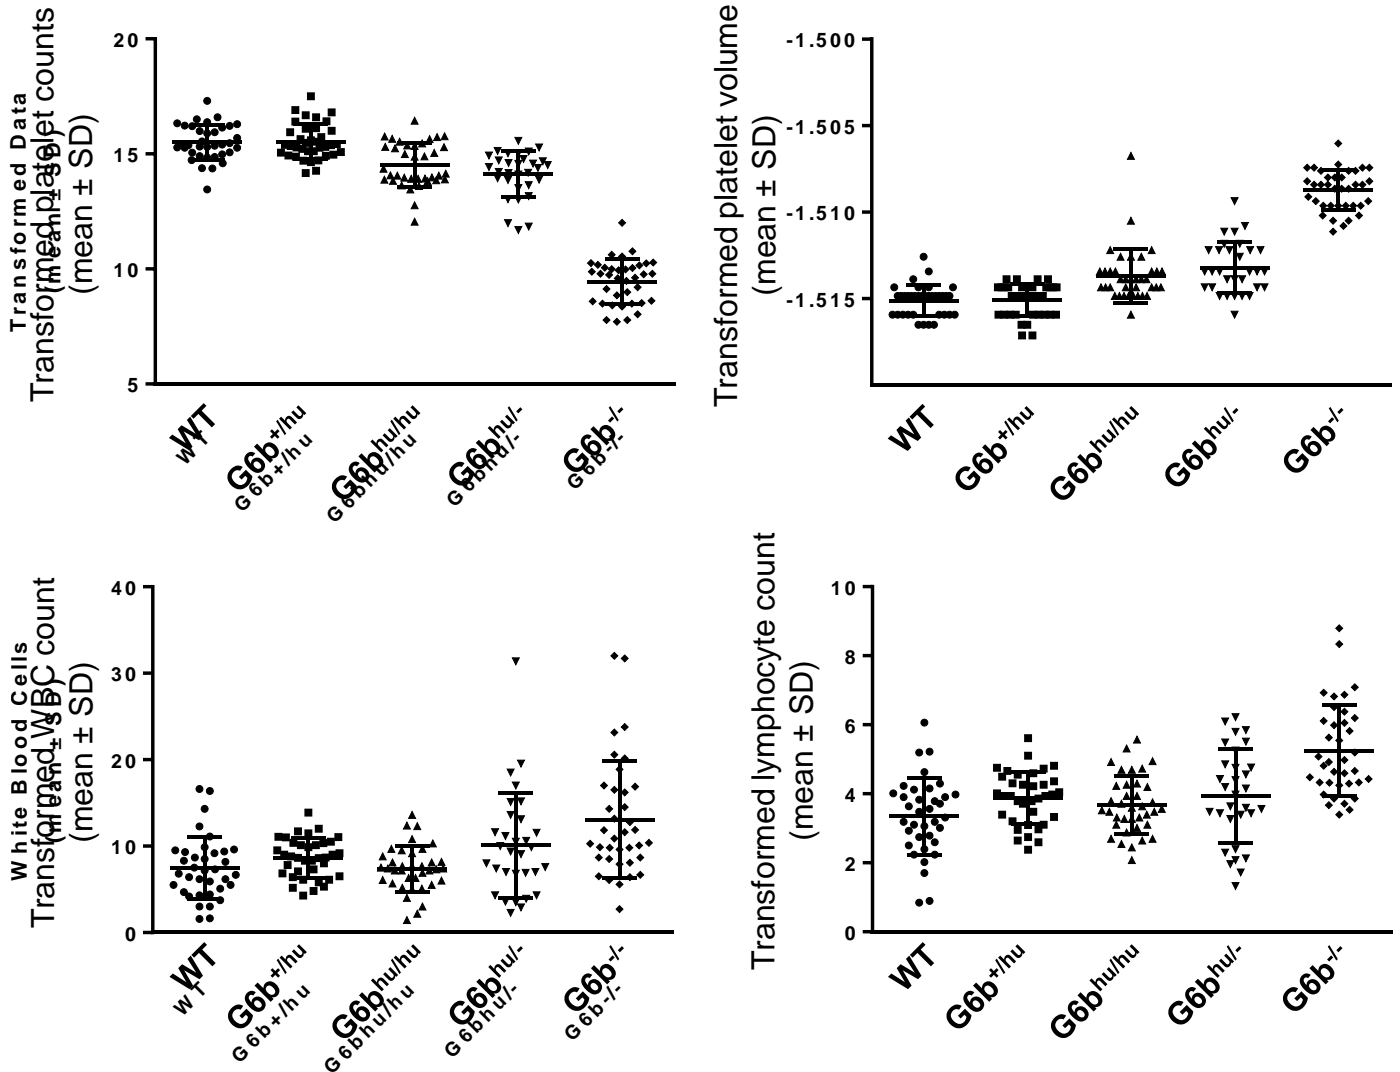 Transformed Data
(mean ± SD)
Transformed platelet counts
(mean ± SD)
20
15
10
5
WT
WT
G6b+/hu
G6b+/hu
G6bhu/hu
G6bhu/hu
G6bhu/-
G6bhu/-
G6b-/-
G6b-/-
Transformed platelet volume
(mean ± SD)
-1.500
-1.505
-1.510
-1.515
WT
G6b+/hu
G6bhu/hu
G6bhu/-
G6b-/-
White Blood Cells
(mean ± SD)
Transformed WBC count
(mean ± SD)
40
30
20
10
0
WT
WT
G6b+/hu
G6b+/hu
G6bhu/hu
G6bhu/hu
G6bhu/-
G6bhu/-
G6b-/-
G6b-/-
Transformed lymphocyte count
(mean ± SD)
10
8
6
4
2
0
WT
G6b+/hu
G6bhu/hu
G6bhu/-
G6b-/-